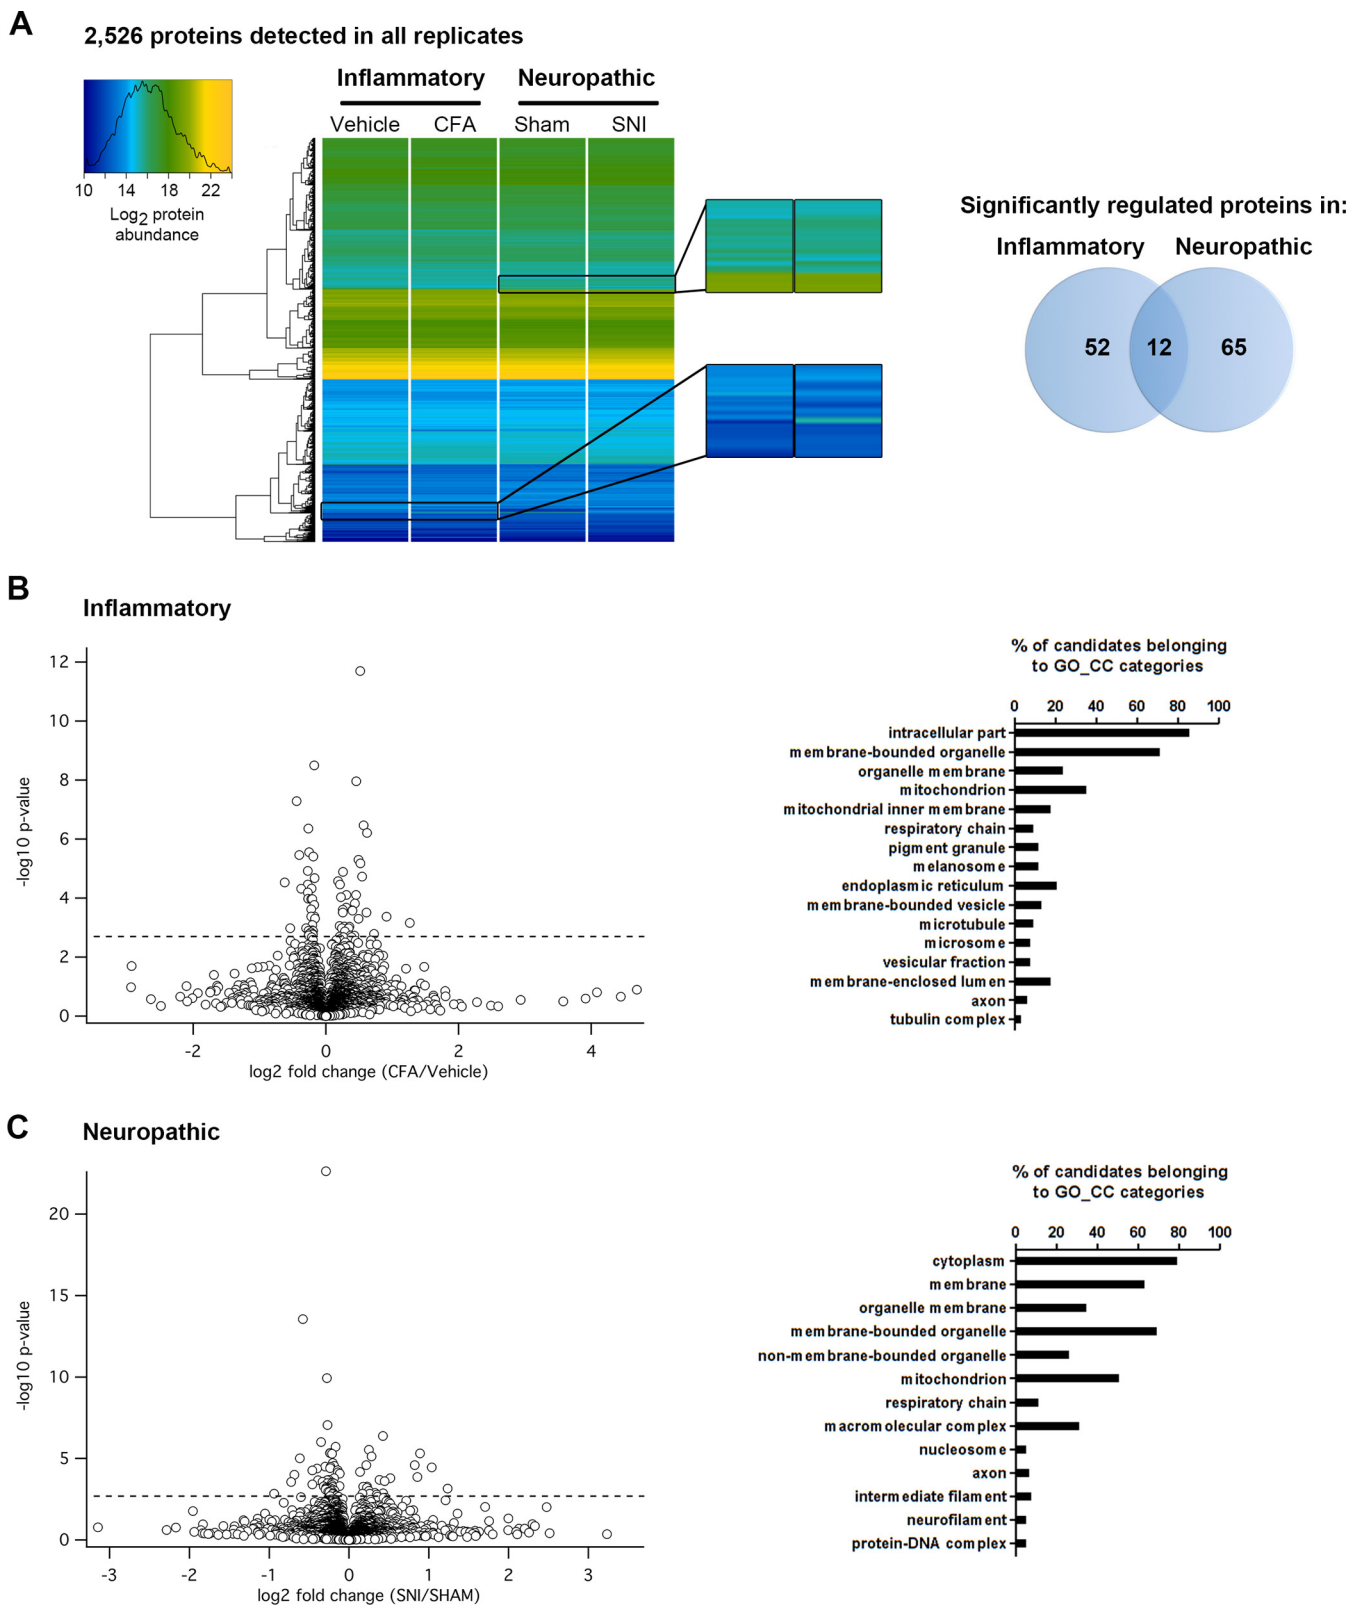 A
2,526 proteins detected in all replicates
Inflammatory Neuropathic
Vehicle CFA Sham SNI
10 14 18 22
Log2 protein
abundance
Significantly regulated proteins in:
Inflammatory Neuropathic
52 12 65
B
Inflammatory
12
10
8
6
4
2
0
-log10 p-value
-2 0 2 4
log2 fold change (CFA/Vehicle)
% of candidates belonging
to GO_CC categories
0 20 40 60 80 100
intracellular part
membrane-bounded organelle
organelle membrane
mitochondrion
mitochondrial inner membrane
respiratory chain
pigment granule
melanosome
endoplasmic reticulum
membrane-bounded vesicle
microtubule
microsome
vesicular fraction
membrane-enclosed lumen
axon
tubulin complex
C
Neuropathic
20
15
10
5
0
-log10 p-value
-3 -2 -1 0 1 2 3
log2 fold change (SNI/SHAM)
% of candidates belonging
to GO_CC categories
0 20 40 60 80 100
cytoplasm
membrane
organelle membrane
membrane-bounded organelle
non-membrane-bounded organelle
mitochondrion
respiratory chain
macromolecular complex
nucleosome
axon
intermediate filament
neurofilament
protein-DNA complex